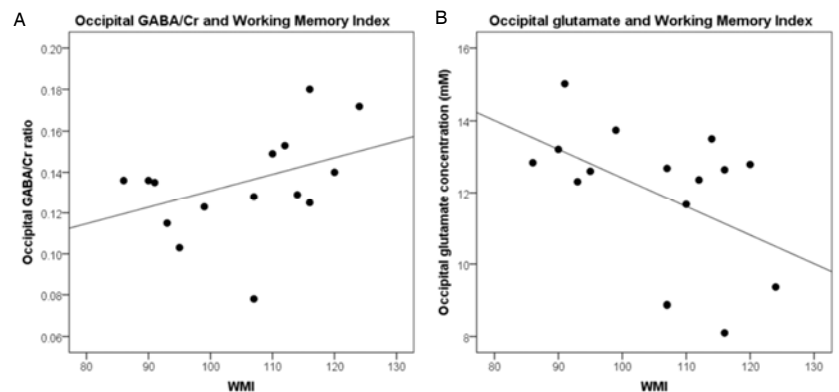 A
Occipital GABA/Cr and Working Memory Index
0.20
0.18
0.16
0.14
0.12
0.10
0.08
0.06
Occipital GABA/Cr ratio
80 90 100 110 120 130
WMI
B
Occipital glutamate and Working Memory Index
16
14
12
10
8
Occipital glutamate concentration (mM)
80 90 100 110 120 130
WMI